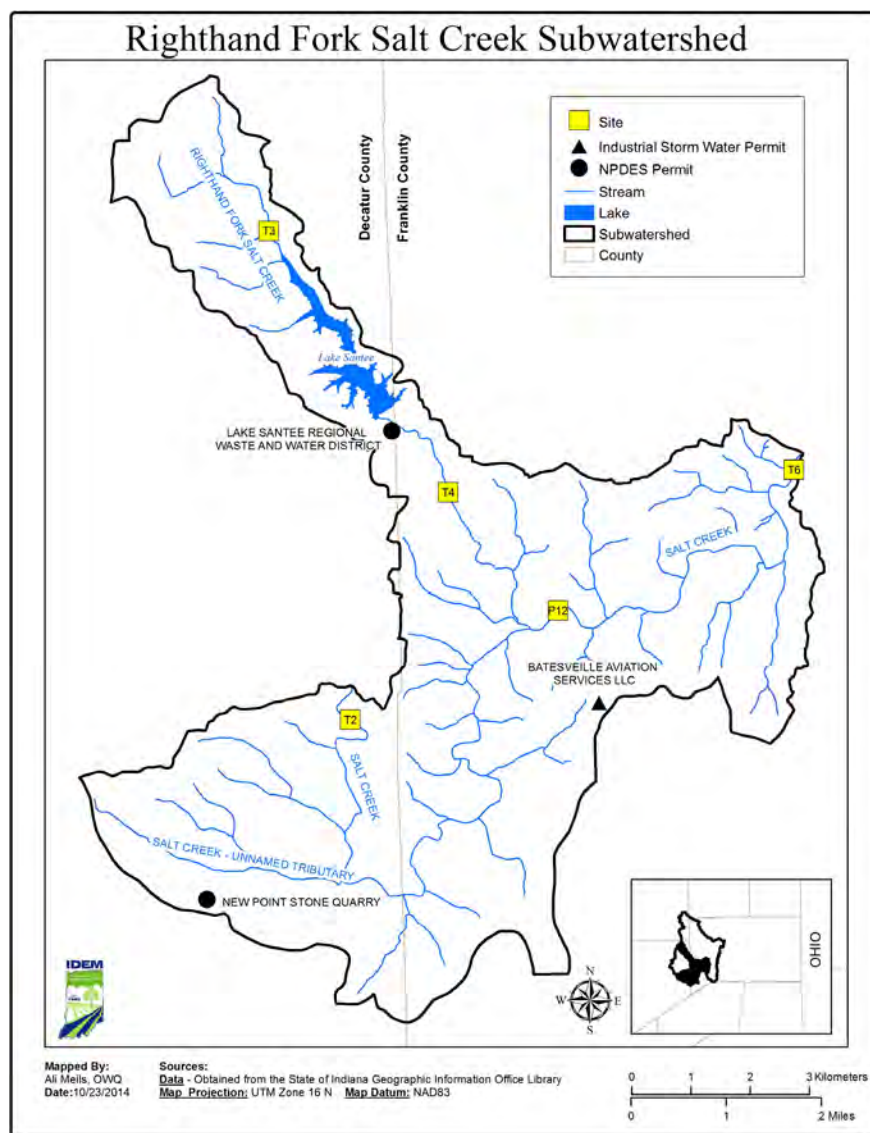 Righthand Fork Salt Creek Subwatershed
Decatur County
Franklin County
Site
Industrial Storm Water Permit
NPDES Permit
Stream
Lake
Subwatershed
County
RIGHTHAND FORK SALT CREEK
T3
Lake Santee
LAKE SANTEE REGIONAL
WASTE AND WATER DISTRICT
T4
T6
SALT CREEK
P12
BATESVEILLE AVIATION
SERVICES LLC
T2
SALT CREEK
SALT CREEK - UNNAMED TRIBUTARY
NEW POINT STONE QUARRY
IDEM
N
W
E
S
OHIO
Mapped By:
Ali Meils, OWQ
Date:10/23/2014
Sources:
Data - Obtained from the State of Indiana Geographic Information Office Library
Map Projection: UTM Zone 16 N Map Datum: NAD83
0 1 2 3 Kilometers
0 1 2 Miles